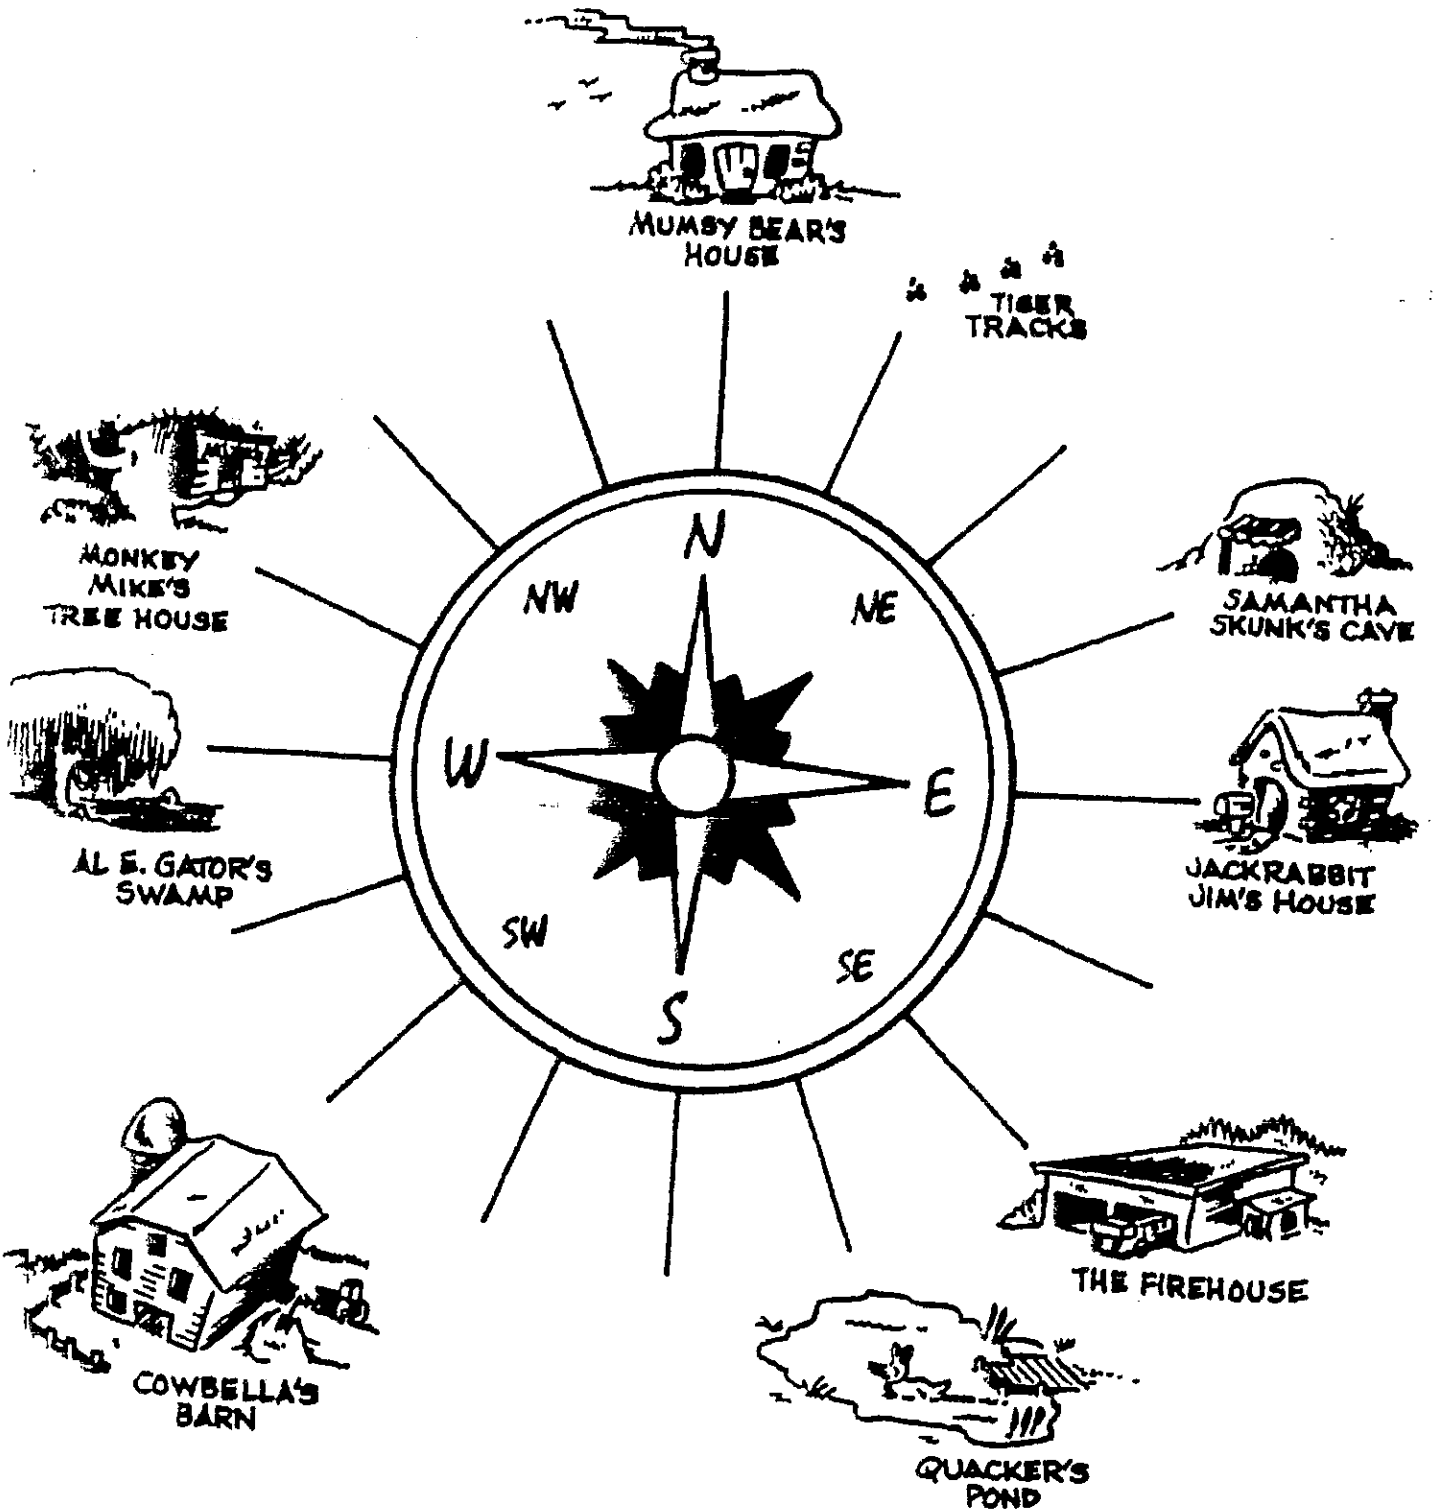 MUMSY BEAR'S
HOUSE
TIGER
TRACKS
MONKEY
MIKE'S
TREE HOUSE
SAMANTHA
SKUNK'S CAVE
N
NW
NE
W
E
AL E. GATOR'S
SWAMP
JACKRABBIT
JIM'S HOUSE
SW
SE
S
THE FIREHOUSE
COWBELLA'S
BARN
QUACKER'S
POND